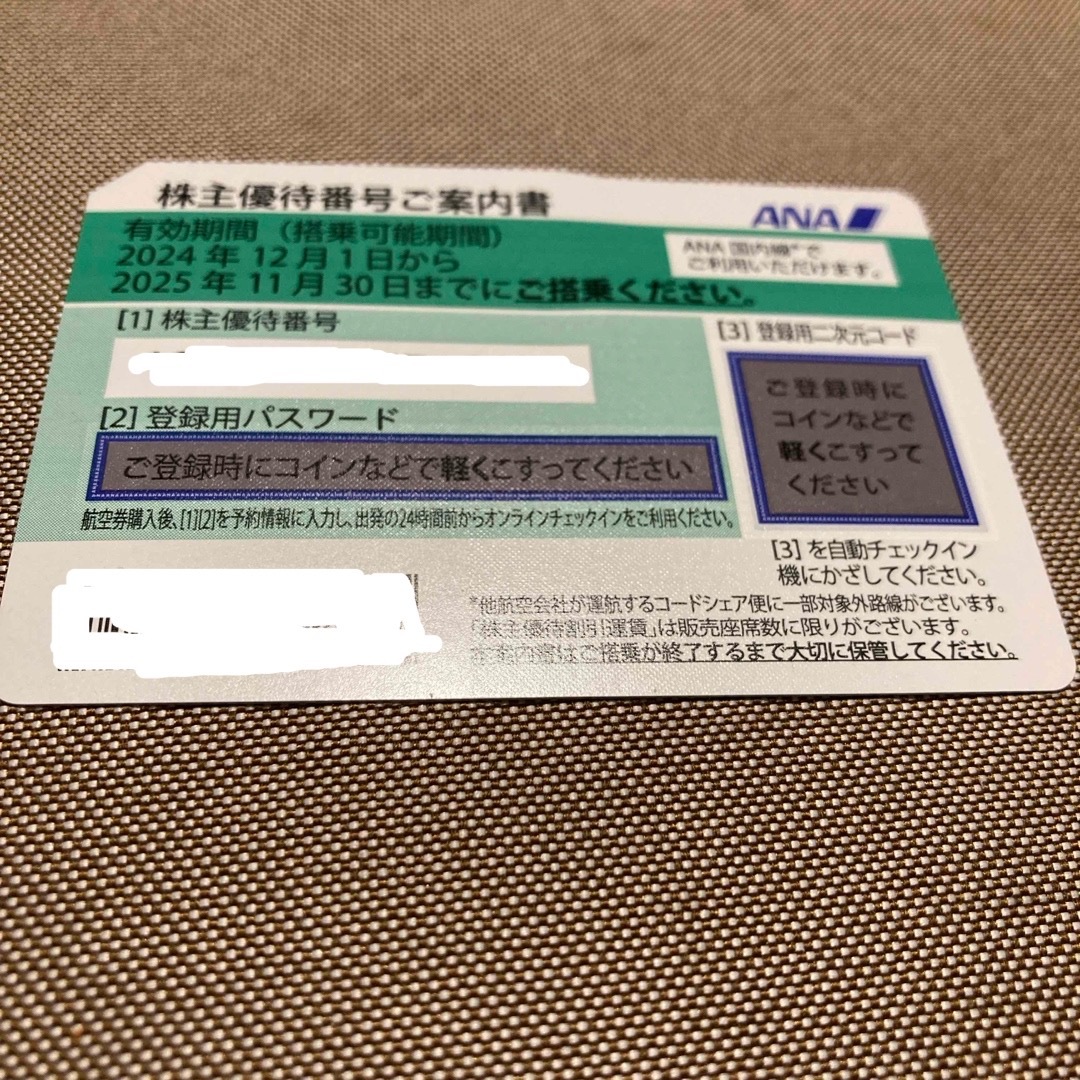 株主優待番号ご案内書
ANA
有効期間（搭乗可能期間）
2024年12月1日から
2025年11月30日までにご搭乗ください。
ANA国内線*で
ご利用いただけます。
[1] 株主優待番号
[2] 登録用パスワード
ご登録時にコインなどで軽くこすってください
航空券購入後、[1][2]を予約情報に入力し、出発の24時間前からオンラインチェックインをご利用ください。
[3] 登録用二次元コード
ご登録時に
コインなどで
軽くこすって
ください
[3] を自動チェックイン
機にかざしてください。
*他航空会社が運航するコードシェア便に一部対象外路線がございます。
「株主優待割引運賃」は販売座席数に限りがございます。
本案内書はご搭乗が終了するまで大切に保管してください。